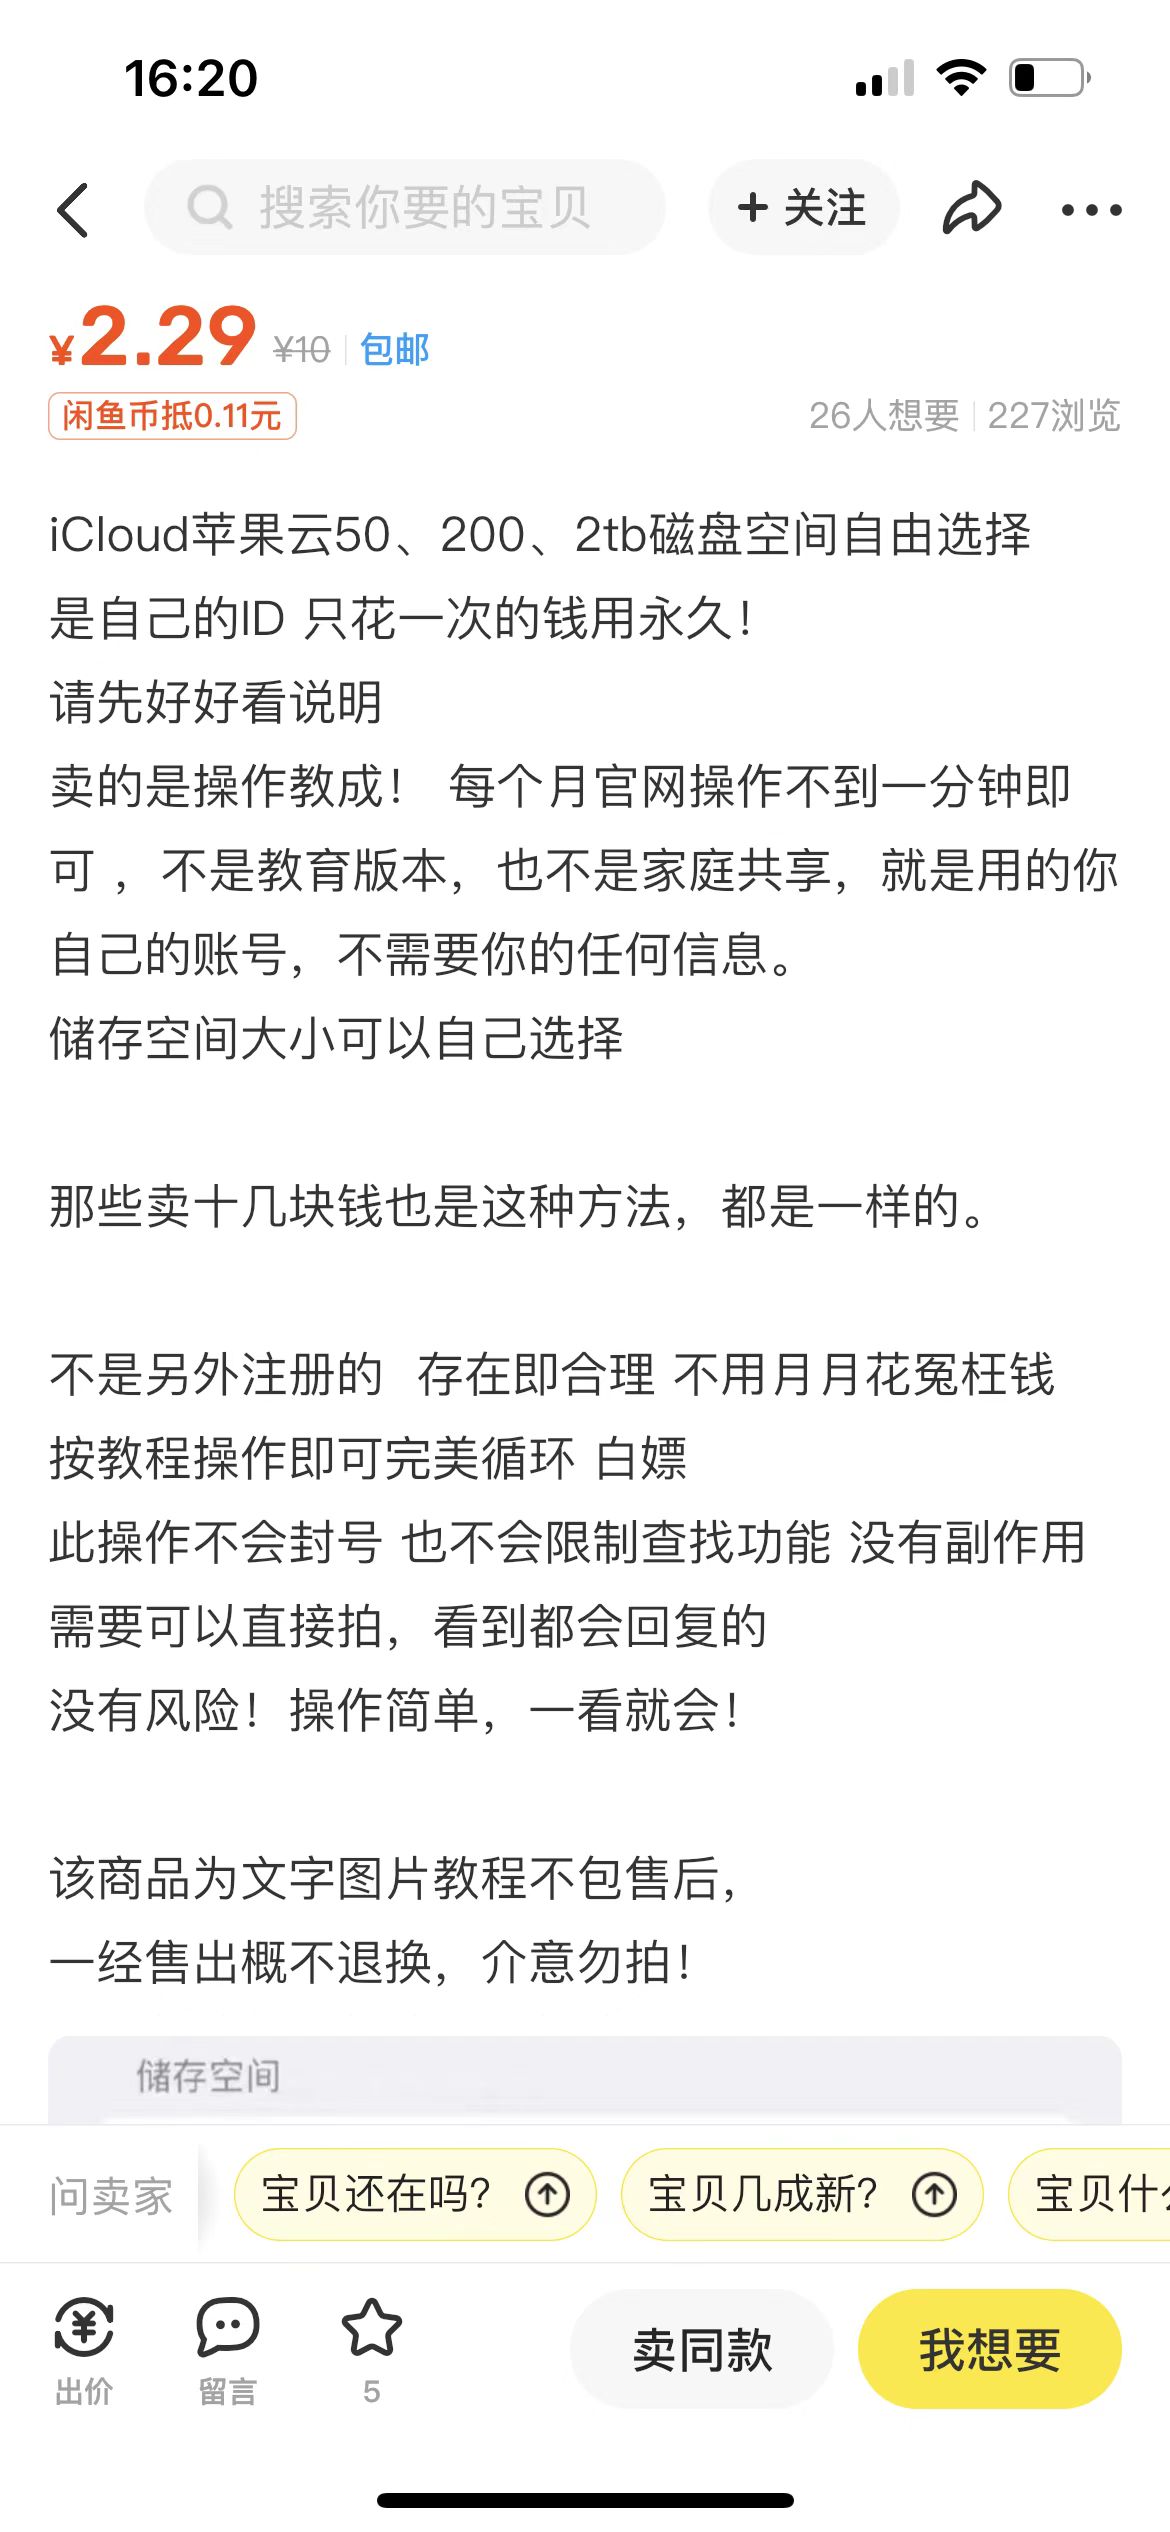 16:20
搜索你要的宝贝
+ 关注
¥2.29 ¥10 包邮
闲鱼币抵0.11元
26人想要 227浏览
iCloud苹果云50、200、2tb磁盘空间自由选择
是自己的ID 只花一次的钱用永久！
请先好好看说明
卖的是操作教成！ 每个月官网操作不到一分钟即
可 ，不是教育版本，也不是家庭共享，就是用的你
自己的账号，不需要你的任何信息。
储存空间大小可以自己选择
那些卖十几块钱也是这种方法，都是一样的。
不是另外注册的 存在即合理 不用月月花冤枉钱
按教程操作即可完美循环 白嫖
此操作不会封号 也不会限制查找功能 没有副作用
需要可以直接拍，看到都会回复的
没有风险！操作简单，一看就会！
该商品为文字图片教程不包售后，
一经售出概不退换，介意勿拍！
储存空间
问卖家
宝贝还在吗？
宝贝几成新？
宝贝什
出价
留言
5
卖同款
我想要